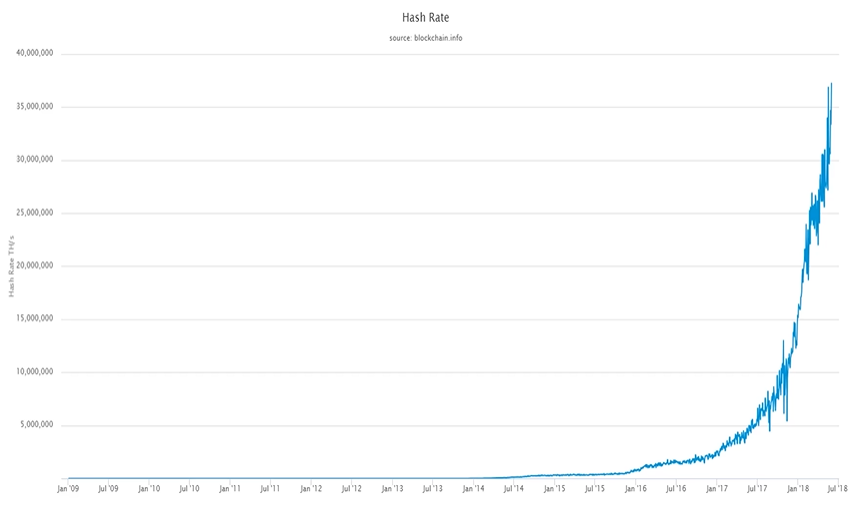 Hash Rate
source: blockchain.info
40,000,000
35,000,000
30,000,000
25,000,000
20,000,000
15,000,000
10,000,000
5,000,000
Hash Rate TH/s
Jan '09 Jul '09 Jan '10 Jul '10 Jan '11 Jul '11 Jan '12 Jul '12 Jan '13 Jul '13 Jan '14 Jul '14 Jan '15 Jul '15 Jan '16 Jul '16 Jan '17 Jul '17 Jan '18 Jul '18